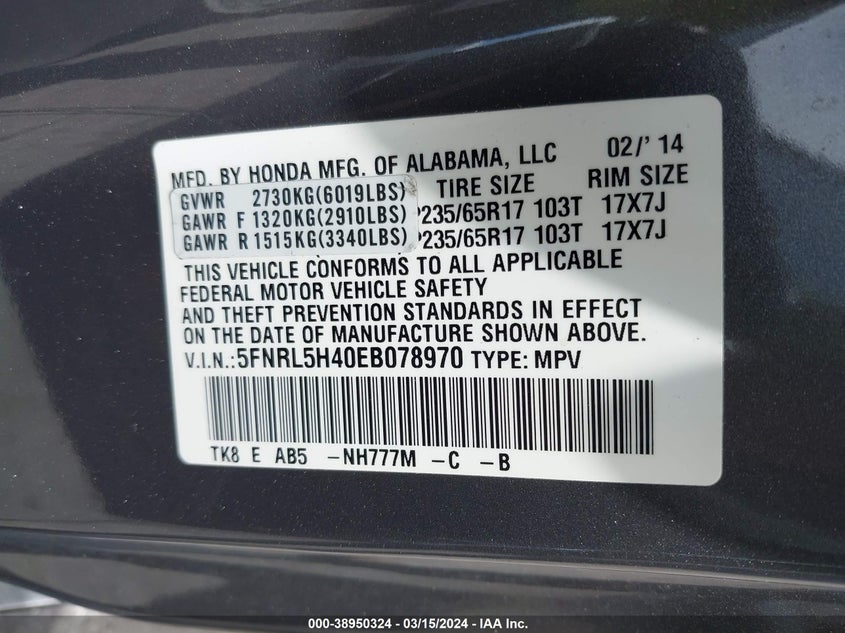 MFD. BY HONDA MFG. OF ALABAMA, LLC 02/' 14
GVWR 2730KG(6019LBS) TIRE SIZE RIM SIZE
GAWR F 1320KG(2910LBS) P235/65R17 103T 17X7J
GAWR R 1515KG(3340LBS) P235/65R17 103T 17X7J
THIS VEHICLE CONFORMS TO ALL APPLICABLE
FEDERAL MOTOR VEHICLE SAFETY
AND THEFT PREVENTION STANDARDS IN EFFECT
ON THE DATE OF MANUFACTURE SHOWN ABOVE.
V.I.N.:5FNRL5H40EB078970 TYPE: MPV
TK8 E AB5 -NH777M -C -B
000-38950324 - 03/15/2024 - IAA Inc.